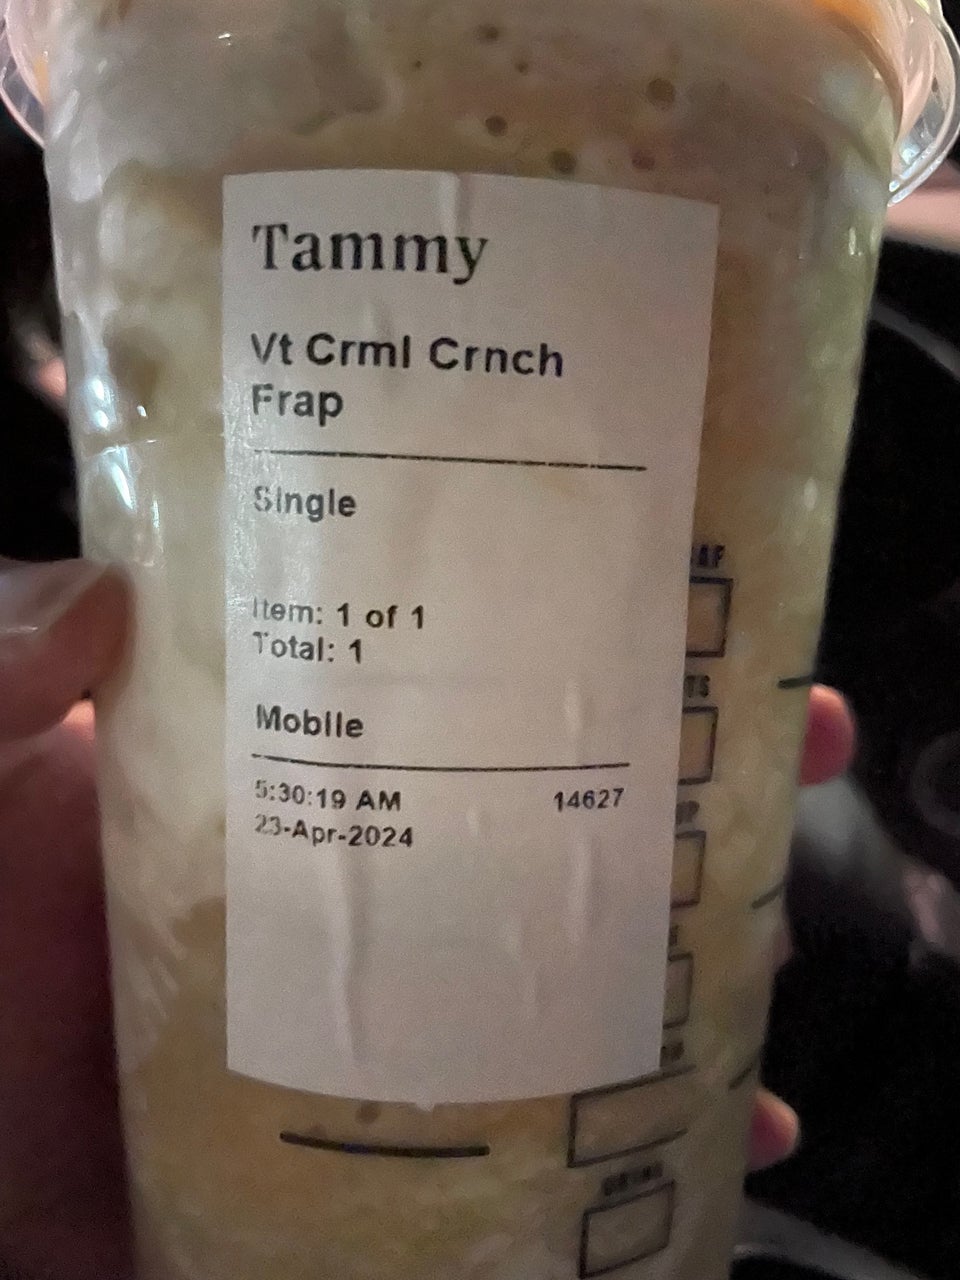 Tammy
Vt Crml Crnch
Frap
Single
Item: 1 of 1
Total: 1
Mobile
5:30:19 AM 14627
23-Apr-2024